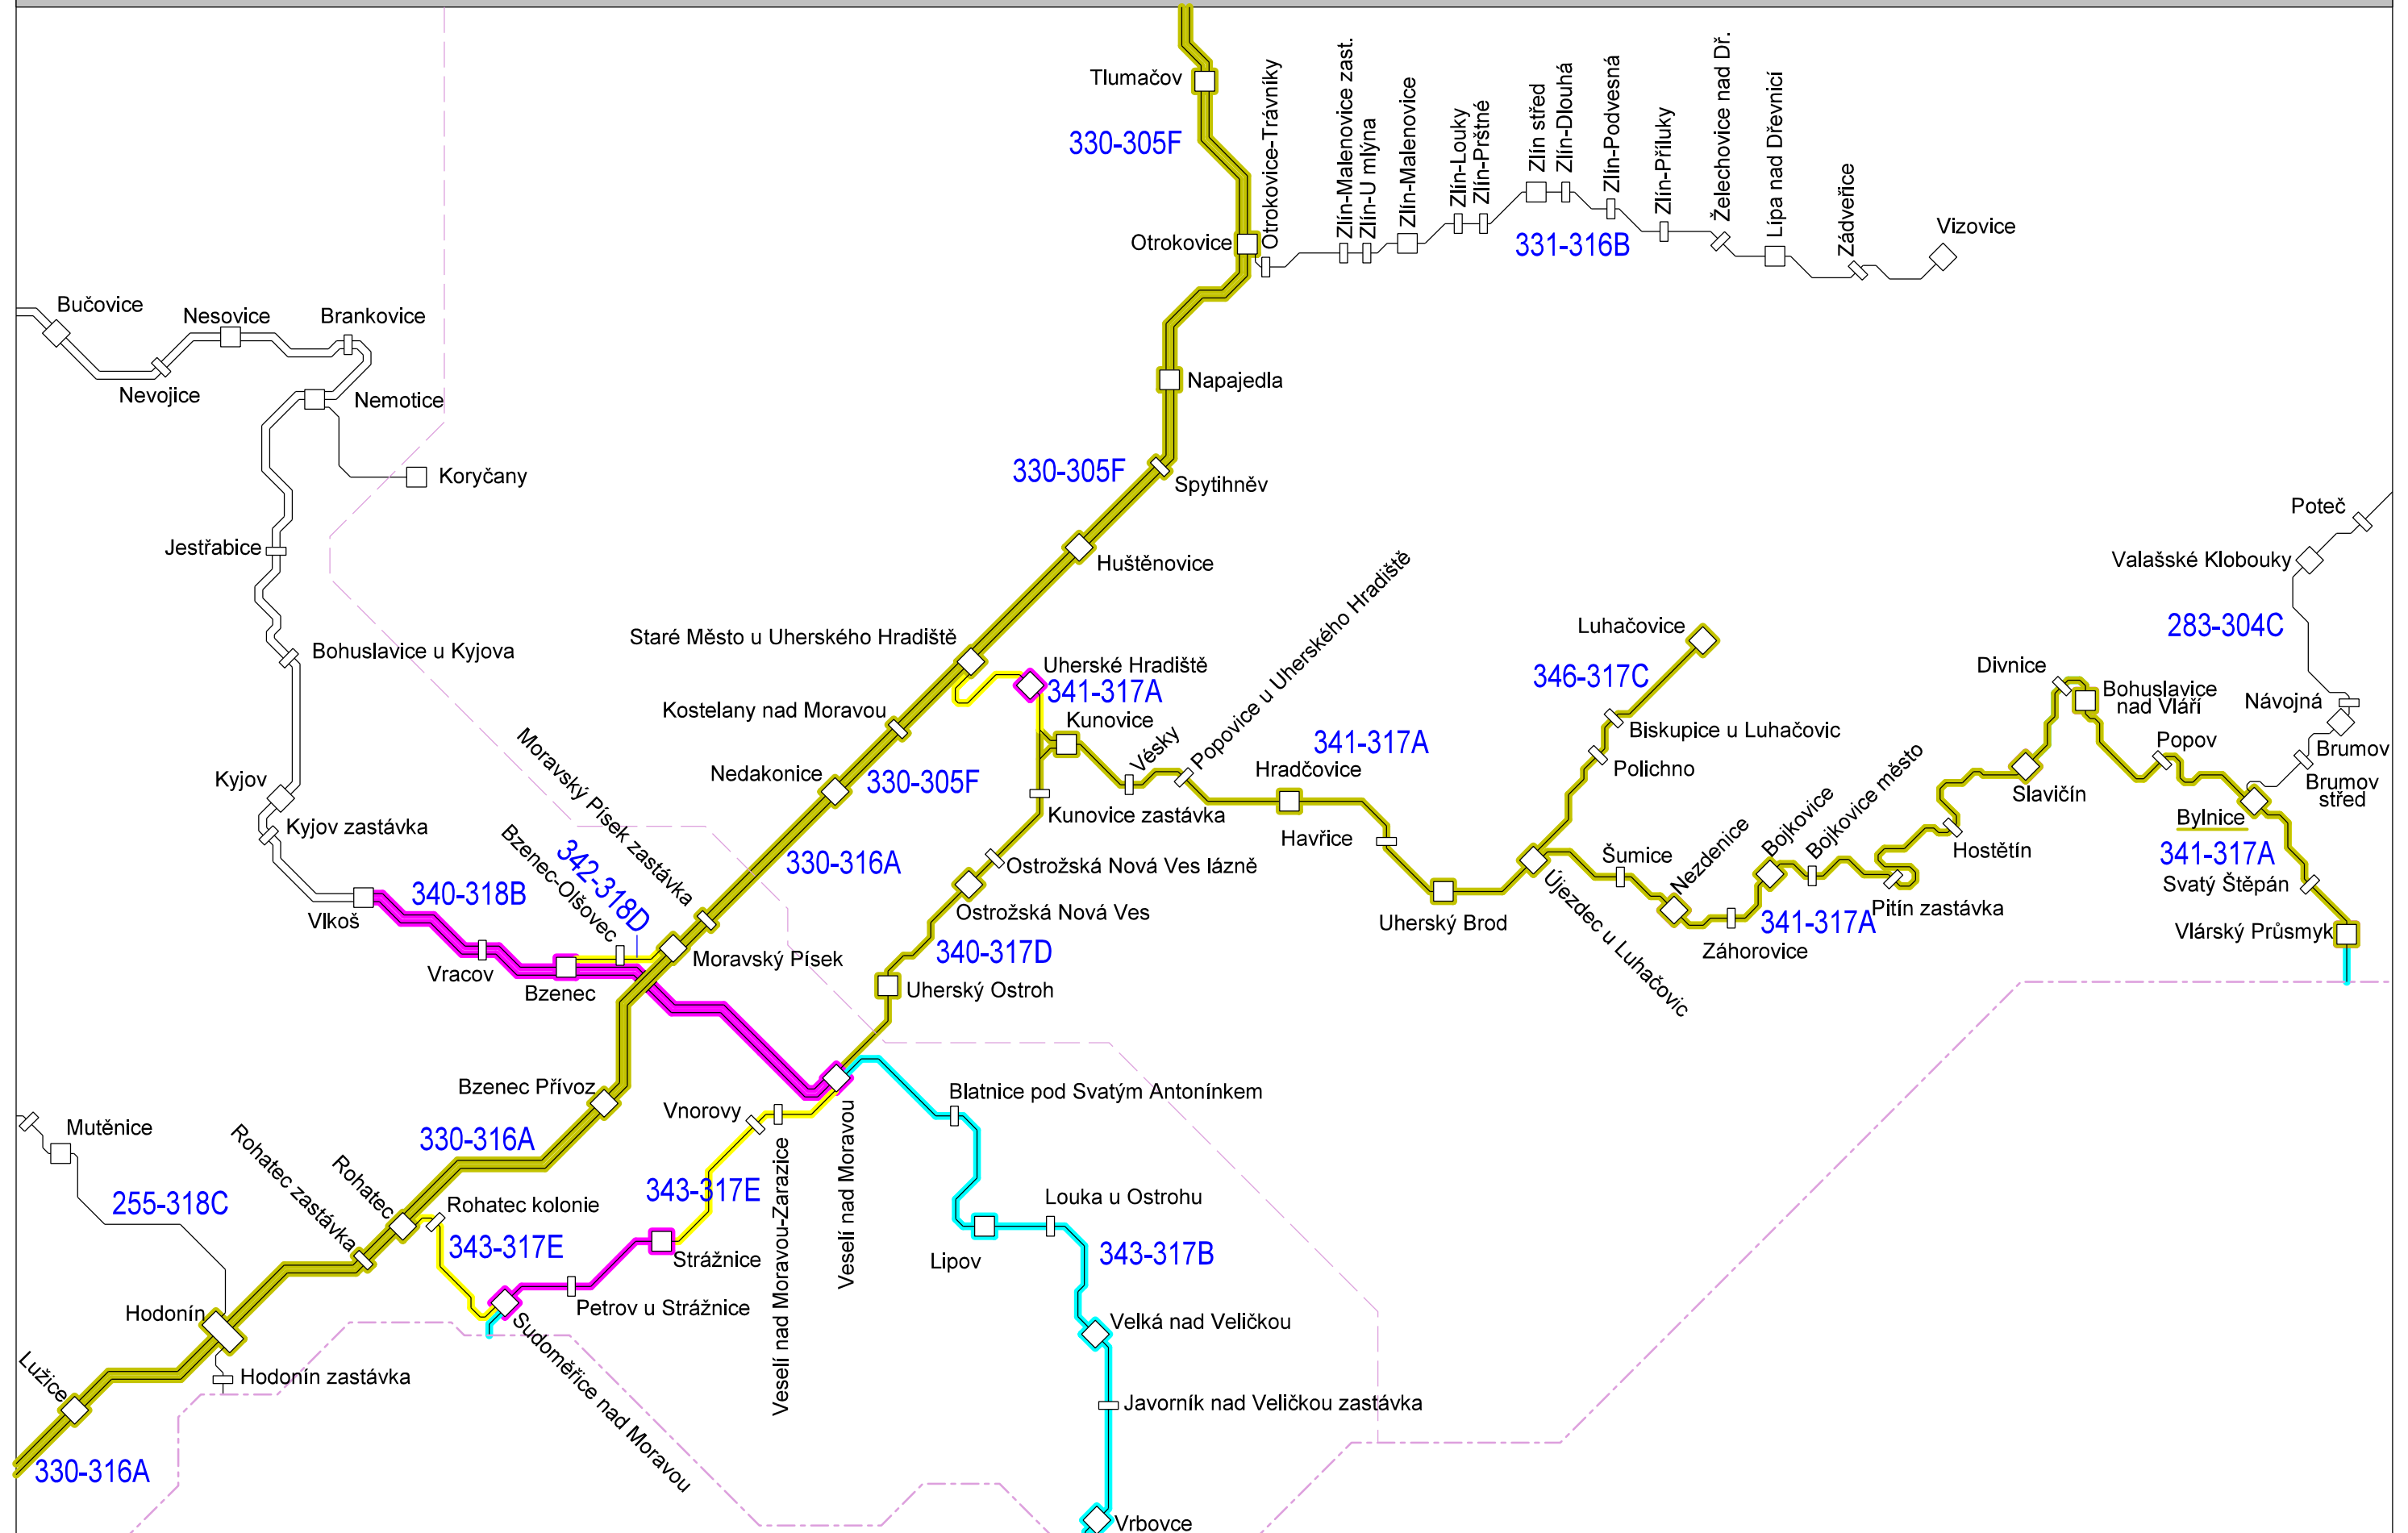 Tlumačov
330-305F
Otrokovice
Otrokovice-Trávníky
Zlín-Malenovice zast.
Zlín-U mlýna
Zlín-Malenovice
Zlín-Louky
Zlín-Prštné
Zlín střed
Zlín-Dlouhá
Zlín-Podvesná
Zlín-Příluky
Želechovice nad Dř.
Lípa nad Dřevnicí
Zádveřice
Vizovice
331-316B
Bučovice
Nesovice
Brankovice
Nevojice
Nemotice
Koryčany
Napajedla
330-305F
Spytihněv
Jestřabice
Huštěnovice
Poteč
Valašské Klobouky
283-304C
Bohuslavice u Kyjova
Staré Město u Uherského Hradiště
Uherské Hradiště
341-317A
Kunovice
Popovice u Uherského Hradiště
Vésky
Luhačovice
346-317C
Biskupice u Luhačovic
Polichno
Divnice
Bohuslavice
nad Vláří
Návojná
Brumov
Brumov
střed
Popov
Kostelany nad Moravou
Moravský Písek zastávka
Nedakonice
330-305F
341-317A
Hradčovice
Kunovice zastávka
Havřice
Kyjov
Kyjov zastávka
Bzenec-Olšovec
342-318D
330-316A
Ostrožská Nová Ves lázně
Ostrožská Nová Ves
340-317D
Uherský Ostroh
Uherský Brod
Újezdec u Luhačovic
Šumice
Nezdenice
Záhorovice
Bojkovice
Bojkovice město
341-317A
Pitín zastávka
Hostětín
Slavičín
Bylnice
341-317A
Svatý Štěpán
Vlárský Průsmyk
340-318B
Vlkoš
Vracov
Bzenec
Moravský Písek
Bzenec Přívoz
Vnorovy
Veselí nad Moravou-Zarazice
Veselí nad Moravou
Blatnice pod Svatým Antonínkem
Mutěnice
255-318C
Rohatec zastávka
Rohatec
330-316A
Rohatec kolonie
343-317E
343-317E
Strážnice
Petrov u Strážnice
Sudoměřice nad Moravou
Louka u Ostrohu
Lipov
343-317B
Velká nad Veličkou
Javorník nad Veličkou zastávka
Vrbovce
Hodonín
Hodonín zastávka
Lužice
330-316A